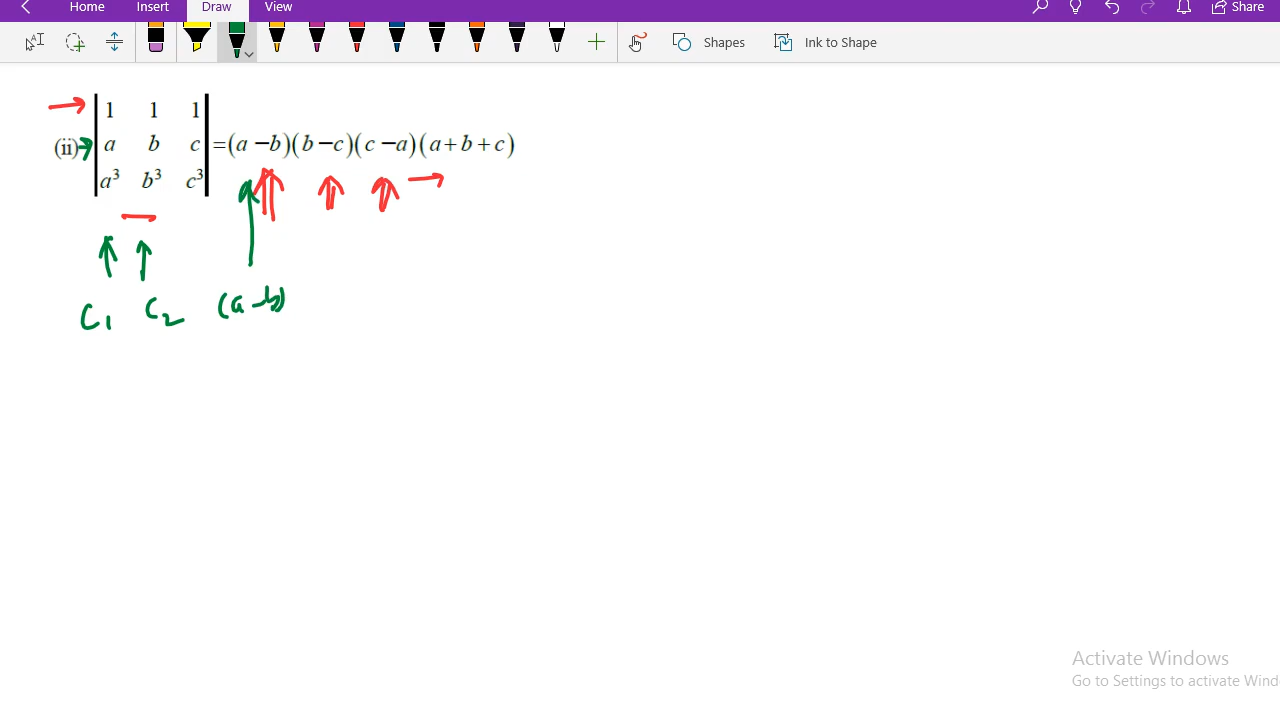 Home Insert Draw View Share
Shapes Ink to Shape
1 1 1
(ii) a b c =(a−b)(b−c)(c−a)(a+b+c)
a³ b³ c³
C₁ C₂ (a-b)
Activate Windows
Go to Settings to activate Wind